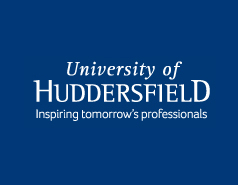 University of
HUDDERSFIELD
Inspiring tomorrow's professionals